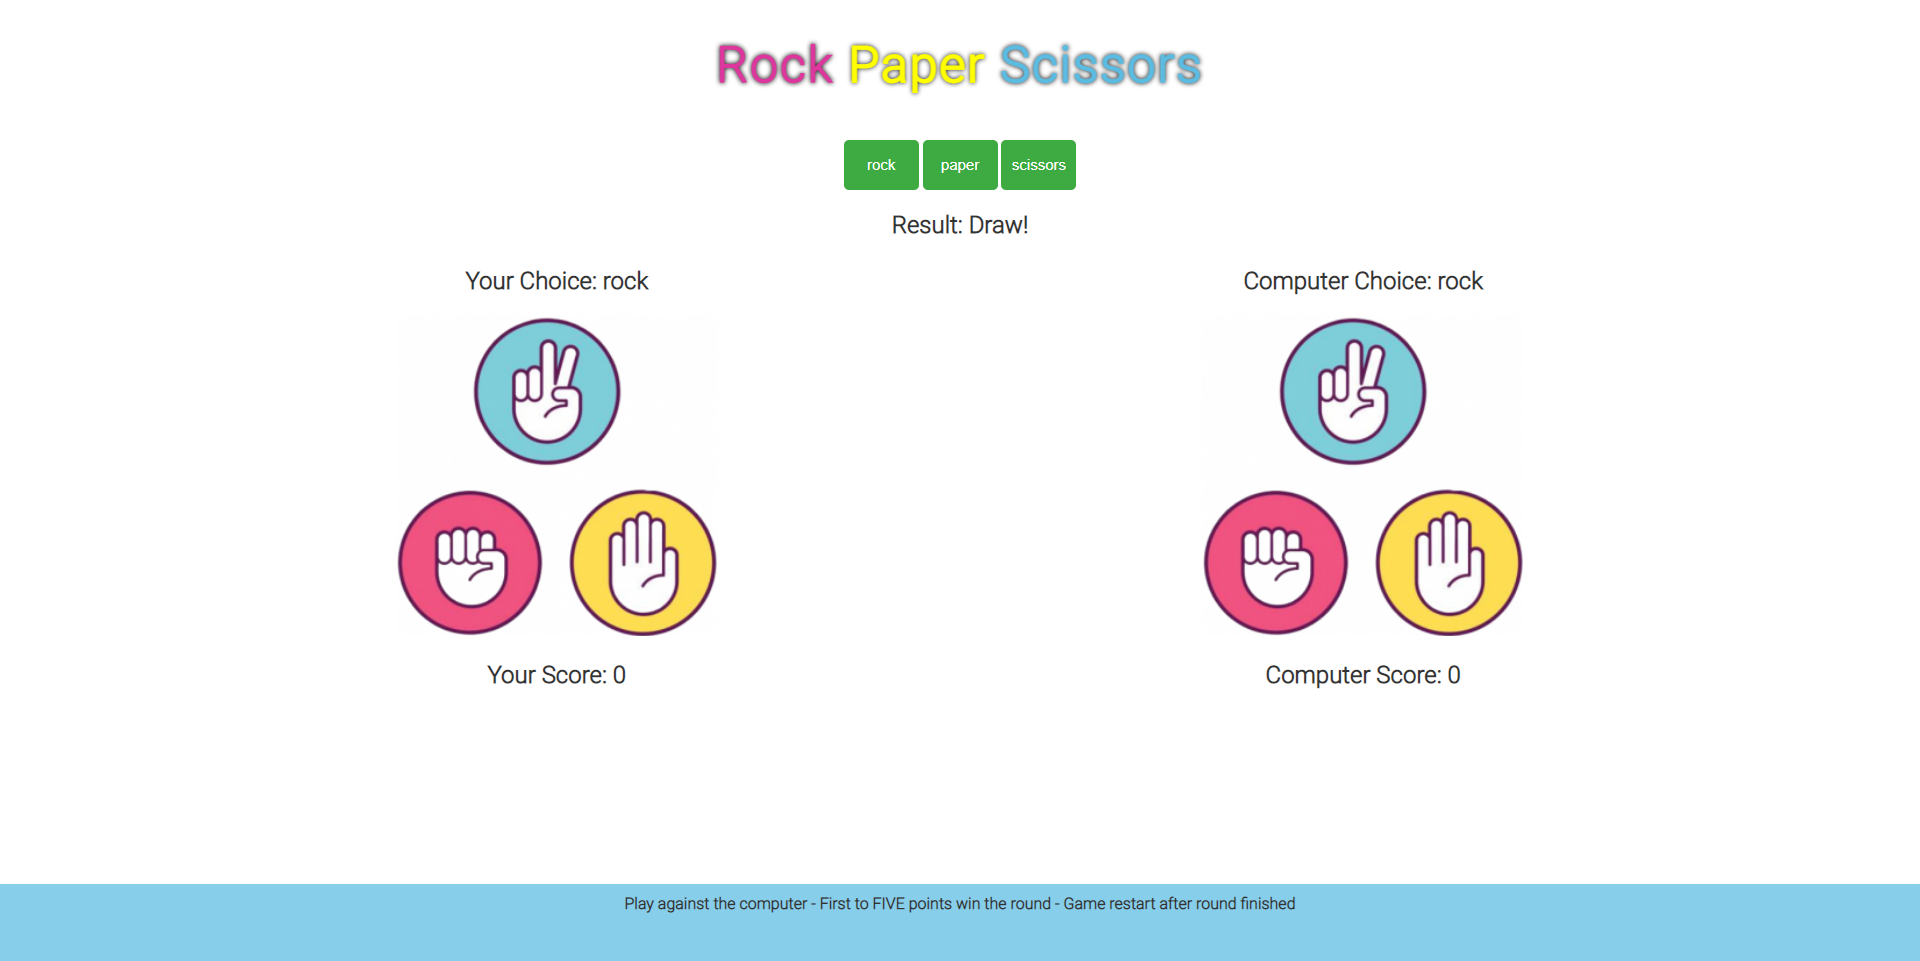 Rock Paper Scissors
rock paper scissors
Result: Draw!
Your Choice: rock
Computer Choice: rock
Your Score: 0
Computer Score: 0
Play against the computer - First to FIVE points win the round - Game restart after round finished